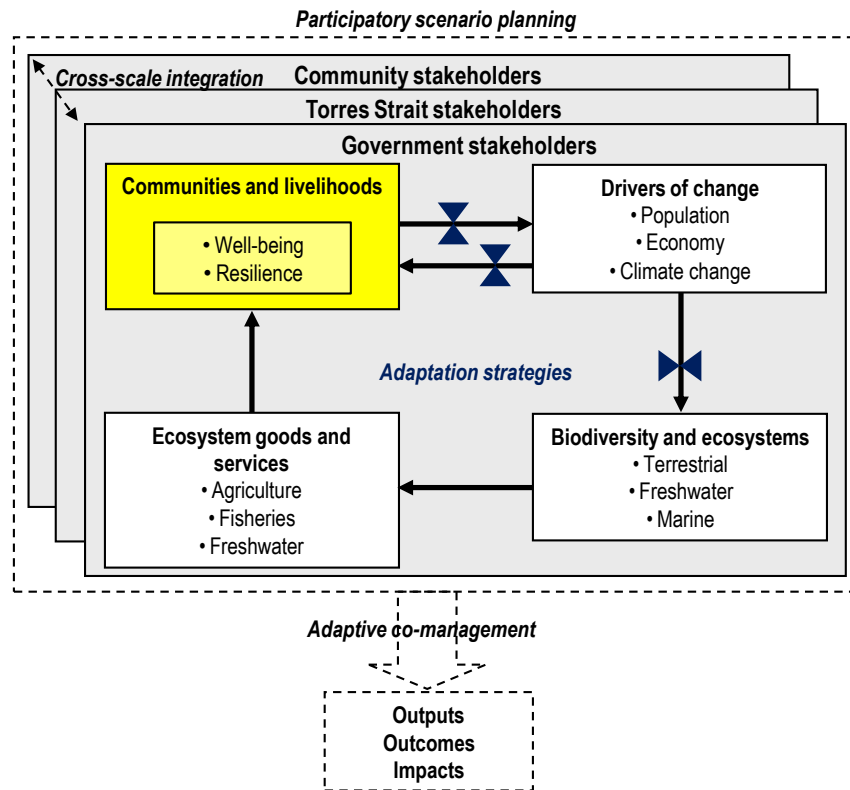 Participatory scenario planning
Cross-scale integration
Community stakeholders
Torres Strait stakeholders
Government stakeholders
Communities and livelihoods
• Well-being
• Resilience
Drivers of change
• Population
• Economy
• Climate change
Adaptation strategies
Ecosystem goods and
services
• Agriculture
• Fisheries
• Freshwater
Biodiversity and ecosystems
• Terrestrial
• Freshwater
• Marine
Adaptive co-management
Outputs
Outcomes
Impacts